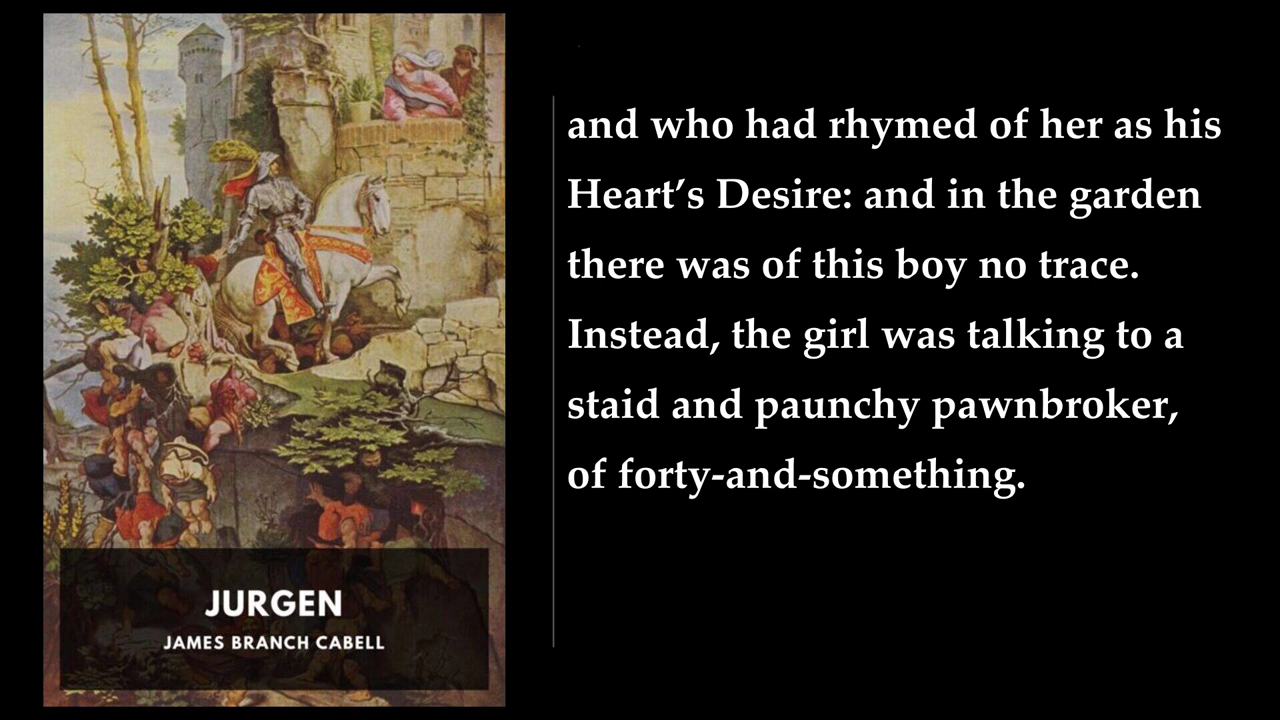 JURGEN
JAMES BRANCH CABELL
and who had rhymed of her as his
Heart’s Desire: and in the garden
there was of this boy no trace.
Instead, the girl was talking to a
staid and paunchy pawnbroker,
of forty-and-something.